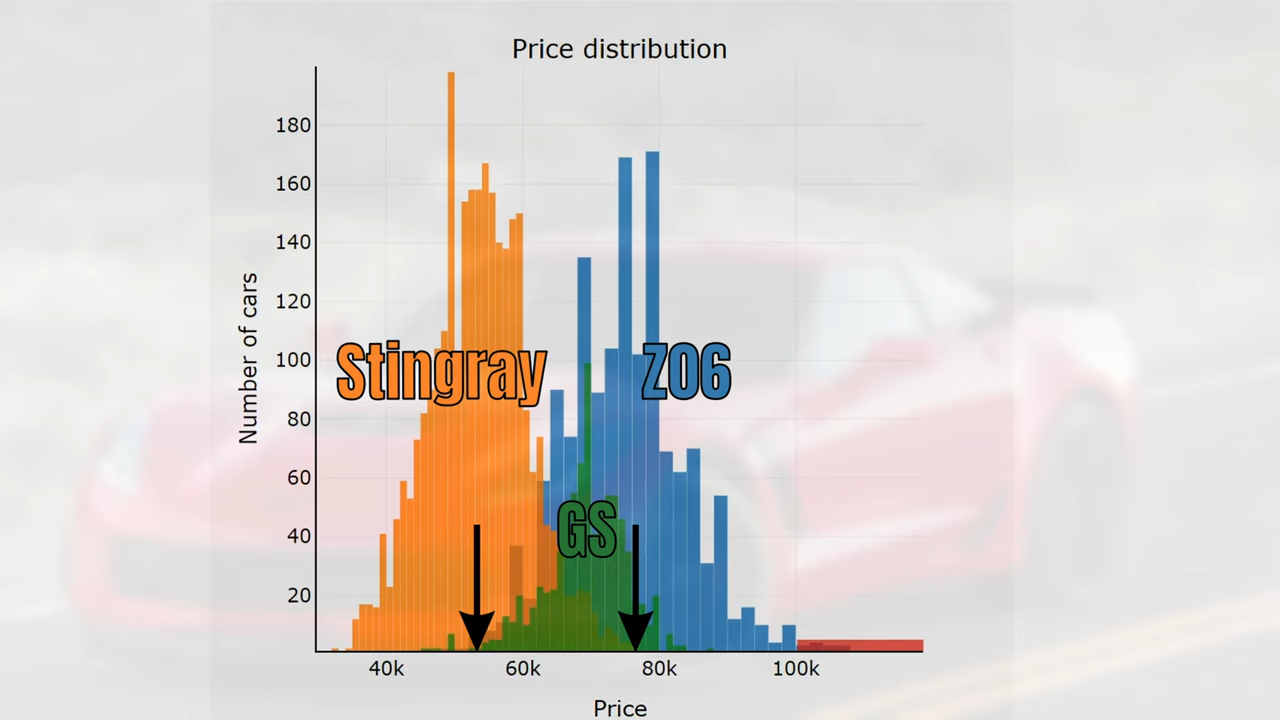 Price distribution
180
160
140
120
100
80
60
40
20
Number of cars
Stingray
Z06
GS
40k
60k
80k
100k
Price